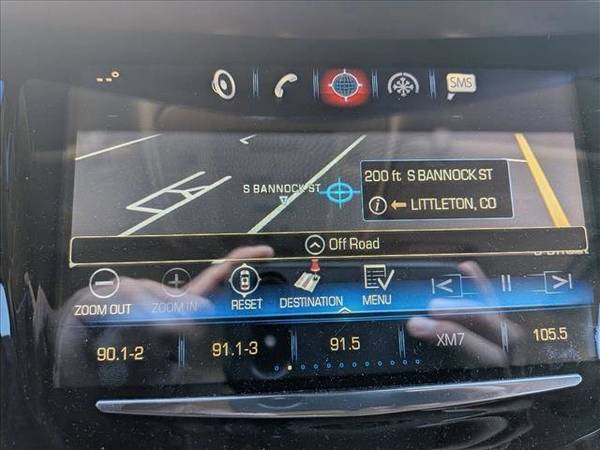 SMS
200 ft S BANNOCK ST
S BANNOCK ST
LITTLETON, CO
Off Road
ZOOM OUT
ZOOM IN
RESET
DESTINATION
MENU
90.1-2
91.1-3
91.5
XM7
105.5